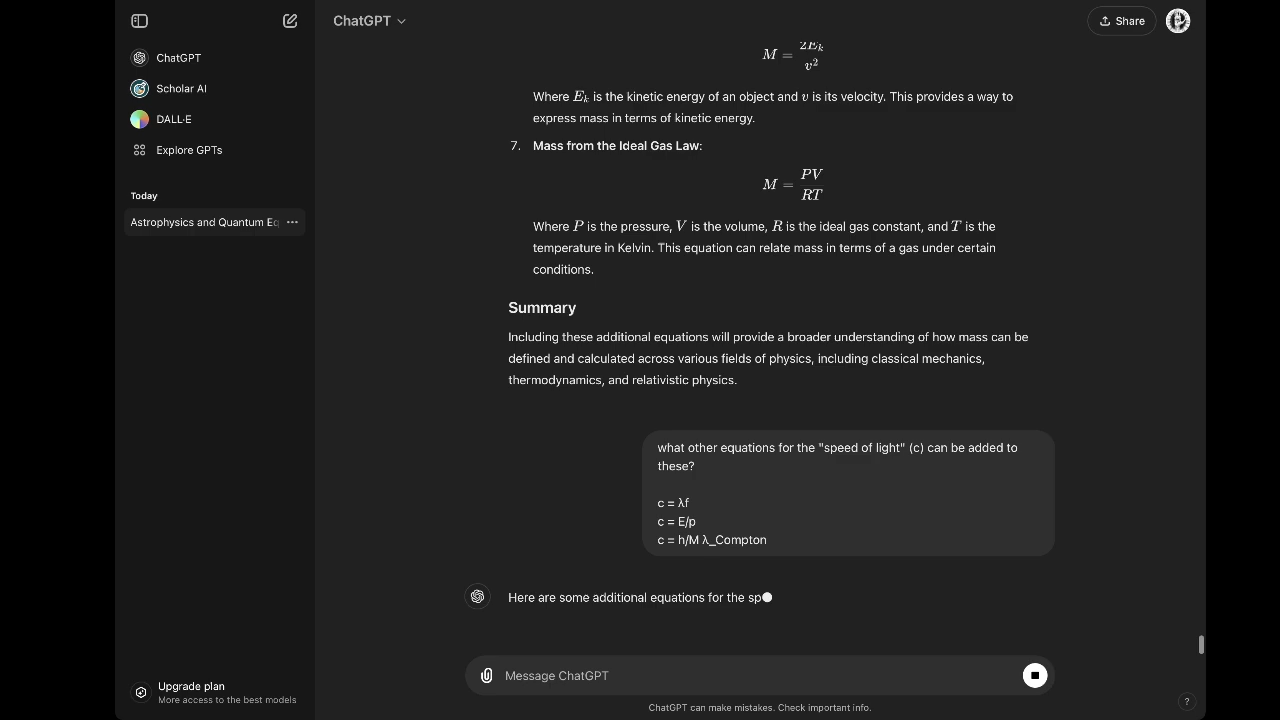 ChatGPT
Scholar AI
DALL·E
Explore GPTs
Today
Astrophysics and Quantum Eq
Upgrade plan
More access to the best models
ChatGPT
Share
M = 2Eₖ/v²
Where Eₖ is the kinetic energy of an object and v is its velocity. This provides a way to
express mass in terms of kinetic energy.
7. Mass from the Ideal Gas Law:
M = PV/RT
Where P is the pressure, V is the volume, R is the ideal gas constant, and T is the
temperature in Kelvin. This equation can relate mass in terms of a gas under certain
conditions.
Summary
Including these additional equations will provide a broader understanding of how mass can be
defined and calculated across various fields of physics, including classical mechanics,
thermodynamics, and relativistic physics.
what other equations for the "speed of light" (c) can be added to
these?
c = λf
c = E/p
c = h/M λ_Compton
Here are some additional equations for the sp
Message ChatGPT
ChatGPT can make mistakes. Check important info.
?